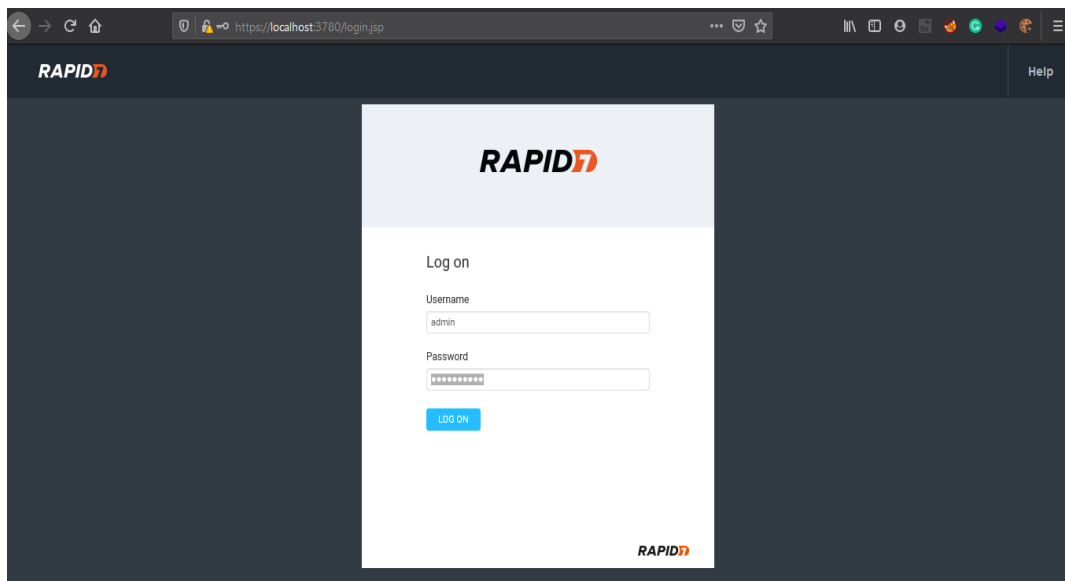 https://localhost:3780/login.jsp
RAPID7
Help
RAPID7
Log on
Username
admin
Password
••••••••••
LOG ON
RAPID7